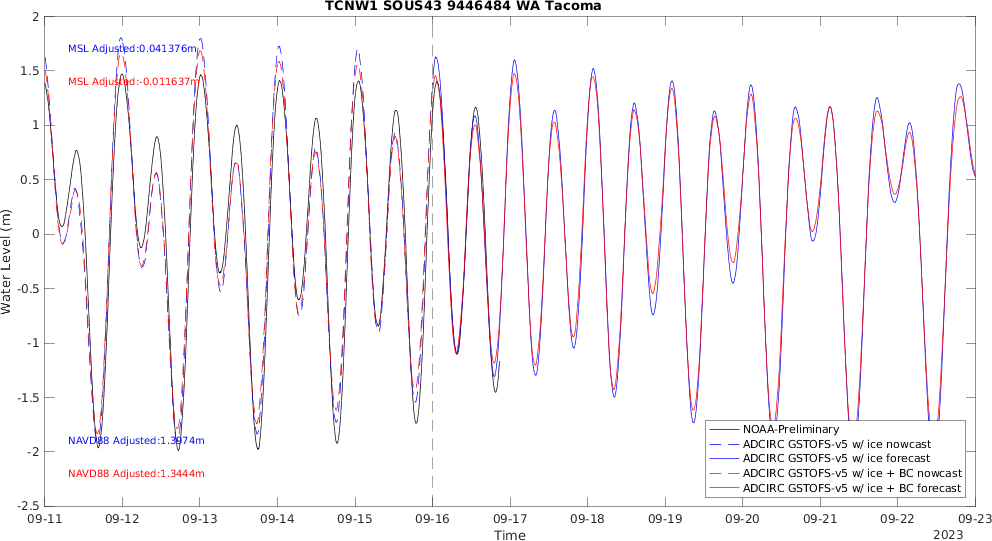 TCNW1 SOUS43 9446484 WA Tacoma
2
1.5
1
0.5
0
-0.5
-1
-1.5
-2
-2.5
Water Level (m)
MSL Adjusted:0.041376m
MSL Adjusted:-0.011637m
NAVD88 Adjusted:1.3974m
NAVD88 Adjusted:1.3444m
NOAA-Preliminary
ADCIRC GSTOFS-v5 w/ ice nowcast
ADCIRC GSTOFS-v5 w/ ice forecast
ADCIRC GSTOFS-v5 w/ ice + BC nowcast
ADCIRC GSTOFS-v5 w/ ice + BC forecast
09-11 09-12 09-13 09-14 09-15 09-16 09-17 09-18 09-19 09-20 09-21 09-22 09-23
Time
2023